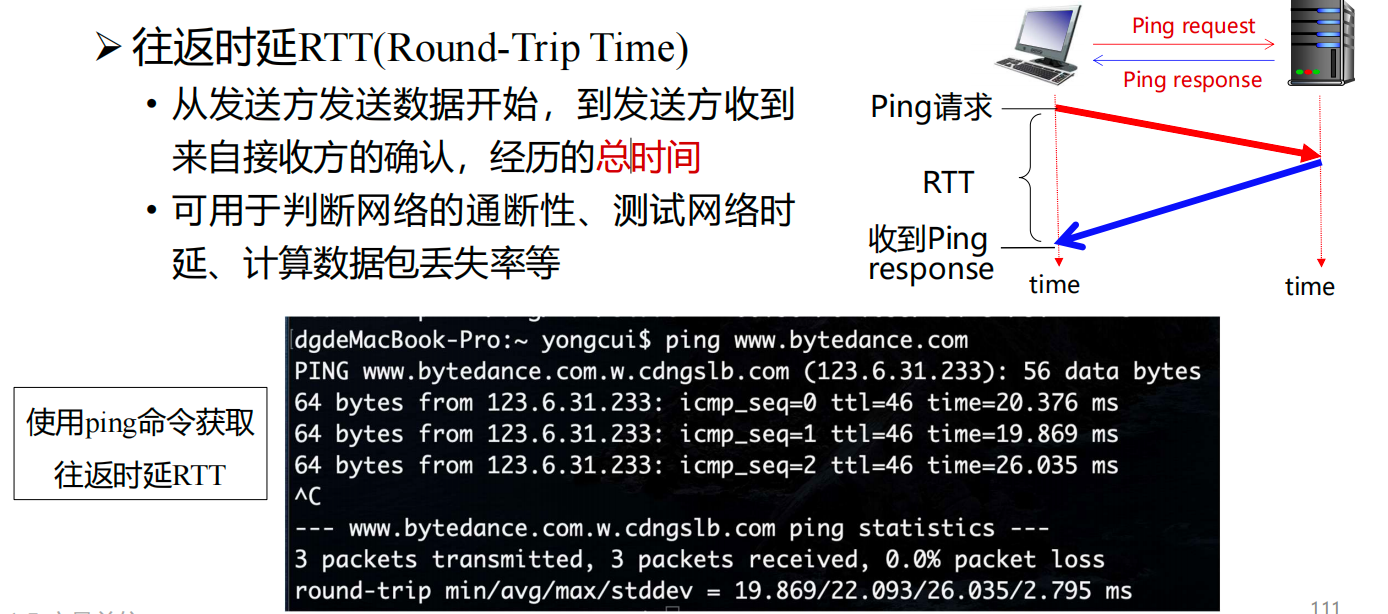 ➢ 往返时延RTT(Round-Trip Time)
• 从发送方发送数据开始，到发送方收到
来自接收方的确认，经历的总时间
• 可用于判断网络的通断性、测试网络时
延、计算数据包丢失率等
Ping request
Ping response
Ping请求
RTT
收到Ping
response
time
time
使用ping命令获取
往返时延RTT
[dgdeMacBook-Pro:~ yongcui$ ping www.bytedance.com
PING www.bytedance.com.w.cdngslb.com (123.6.31.233): 56 data bytes
64 bytes from 123.6.31.233: icmp_seq=0 ttl=46 time=20.376 ms
64 bytes from 123.6.31.233: icmp_seq=1 ttl=46 time=19.869 ms
64 bytes from 123.6.31.233: icmp_seq=2 ttl=46 time=26.035 ms
^C
--- www.bytedance.com.w.cdngslb.com ping statistics ---
3 packets transmitted, 3 packets received, 0.0% packet loss
round-trip min/avg/max/stddev = 19.869/22.093/26.035/2.795 ms
111